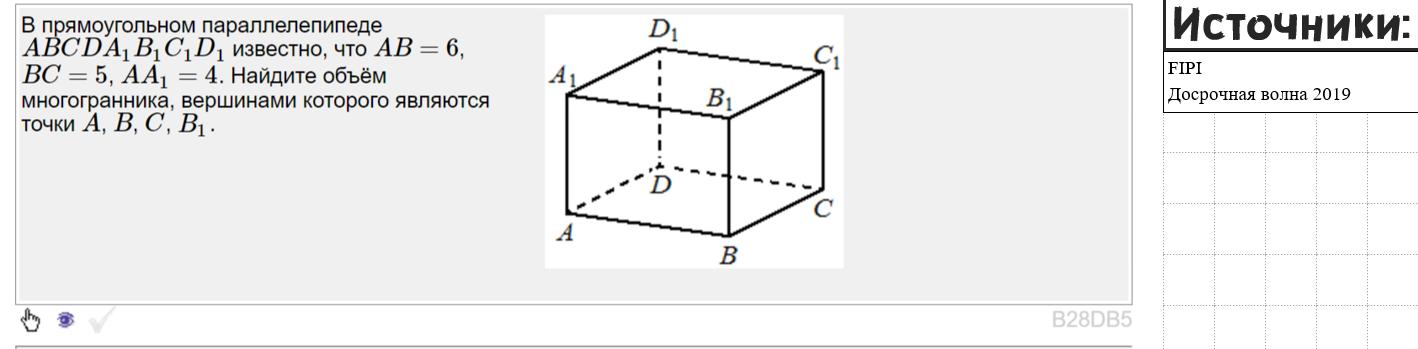 В прямоугольном параллелепипеде
ABCDA₁B₁C₁D₁ известно, что AB = 6,
BC = 5, AA₁ = 4. Найдите объём
многогранника, вершинами которого являются
точки A, B, C, B₁.
D₁
C₁
A₁
B₁
D
C
A
B
B28DB5
Источники:
FIPI
Досрочная волна 2019